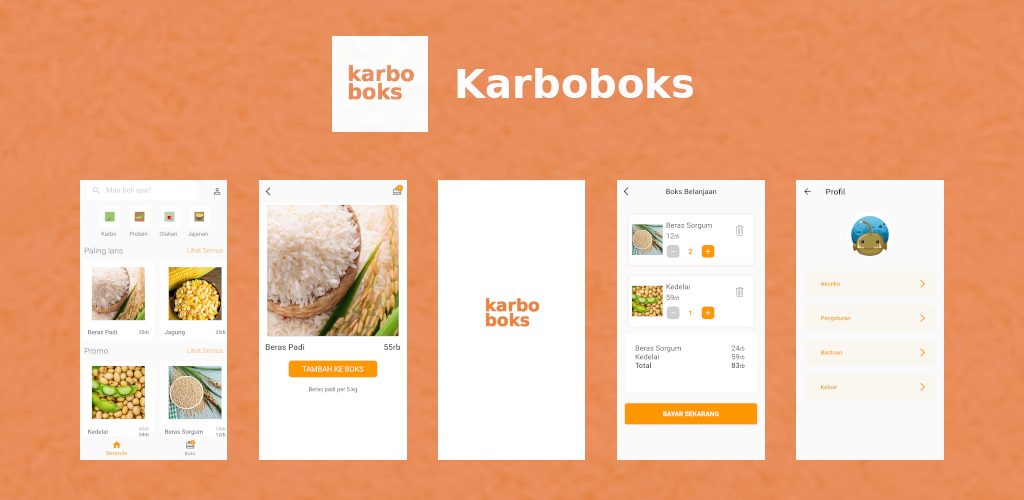 karbo
boks
Karboboks
Mau beli apa?
Karbo
Protein
Olahan
Jajanan
Paling laris
Lihat Semua
Beras Padi
55rb
Jagung
25rb
Promo
Lihat Semua
Kedelai
59rb
Beras Sorgum
12rb
Beranda
Boks
Beras Padi
55rb
TAMBAH KE BOKS
Beras padi per 5 kg
karbo
boks
Boks Belanjaan
Beras Sorgum
12rb
2
Kedelai
59rb
1
Beras Sorgum 24rb
Kedelai 59rb
Total 83rb
BAYAR SEKARANG
Profil
Akunku
Pengaturan
Bantuan
Keluar